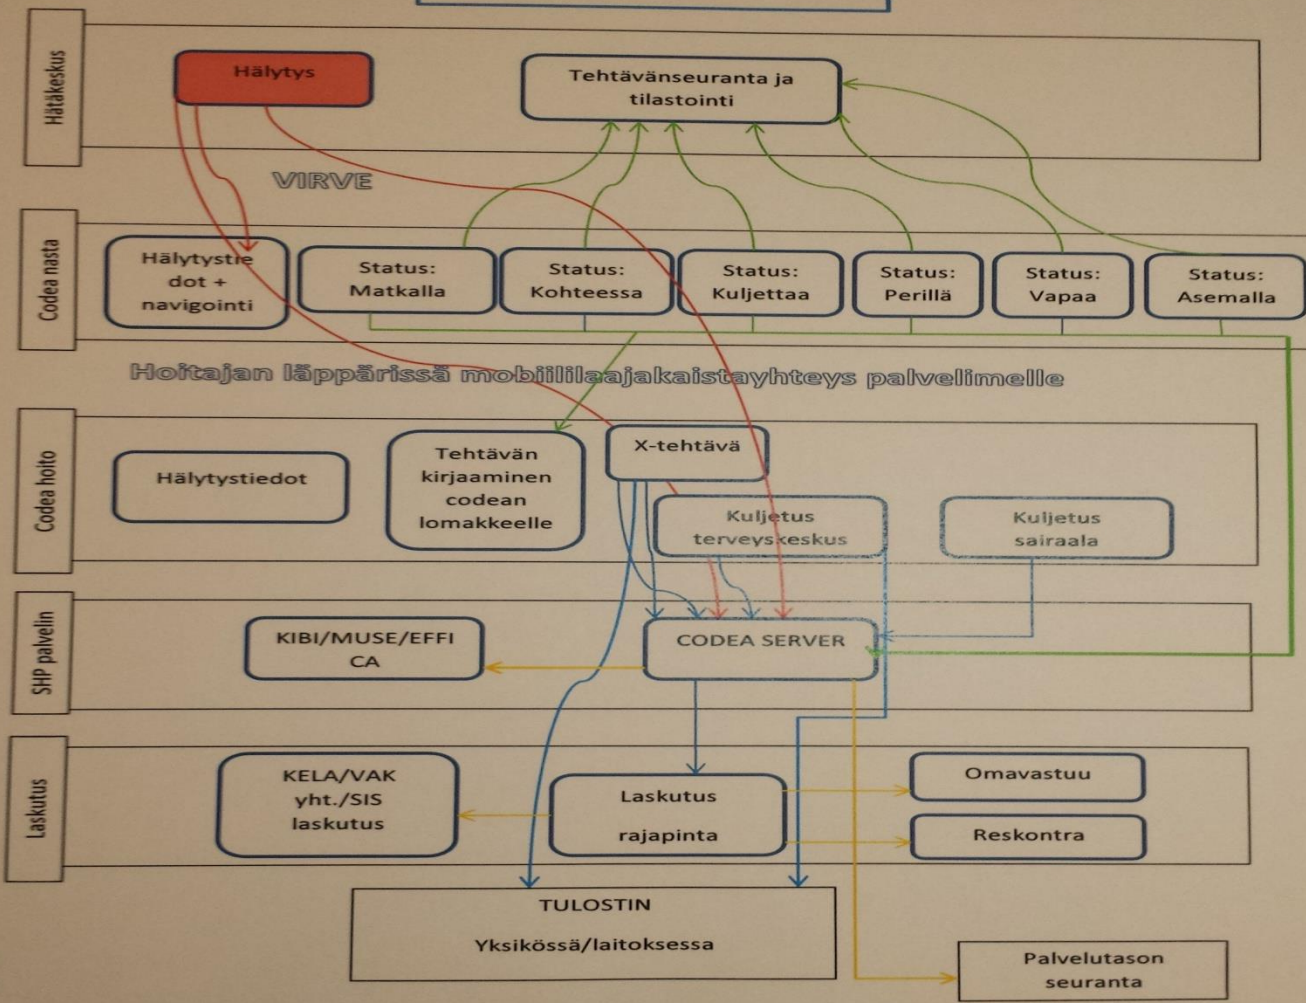 Hätäkeskus
Hälytys
Tehtävänseuranta ja
tilastointi
VIRVE
Codea nasta
Hälytystie
dot +
navigointi
Status:
Matkalla
Status:
Kohteessa
Status:
Kuljettaa
Status:
Perillä
Status:
Vapaa
Status:
Asemalla
Hoitajan läppärissä mobiililaajakaistayhteys palvelimelle
Codea hoito
Hälytystiedot
Tehtävän
kirjaaminen
codean
lomakkeelle
X-tehtävä
Kuljetus
terveyskeskus
Kuljetus
sairaala
SHP palvelin
KIBI/MUSE/EFFI
CA
CODEA SERVER
Laskutus
KELA/VAK
yht./SIS
laskutus
Laskutus
rajapinta
Omavastuu
Reskontra
TULOSTIN
Yksikössä/laitoksessa
Palvelutason
seuranta